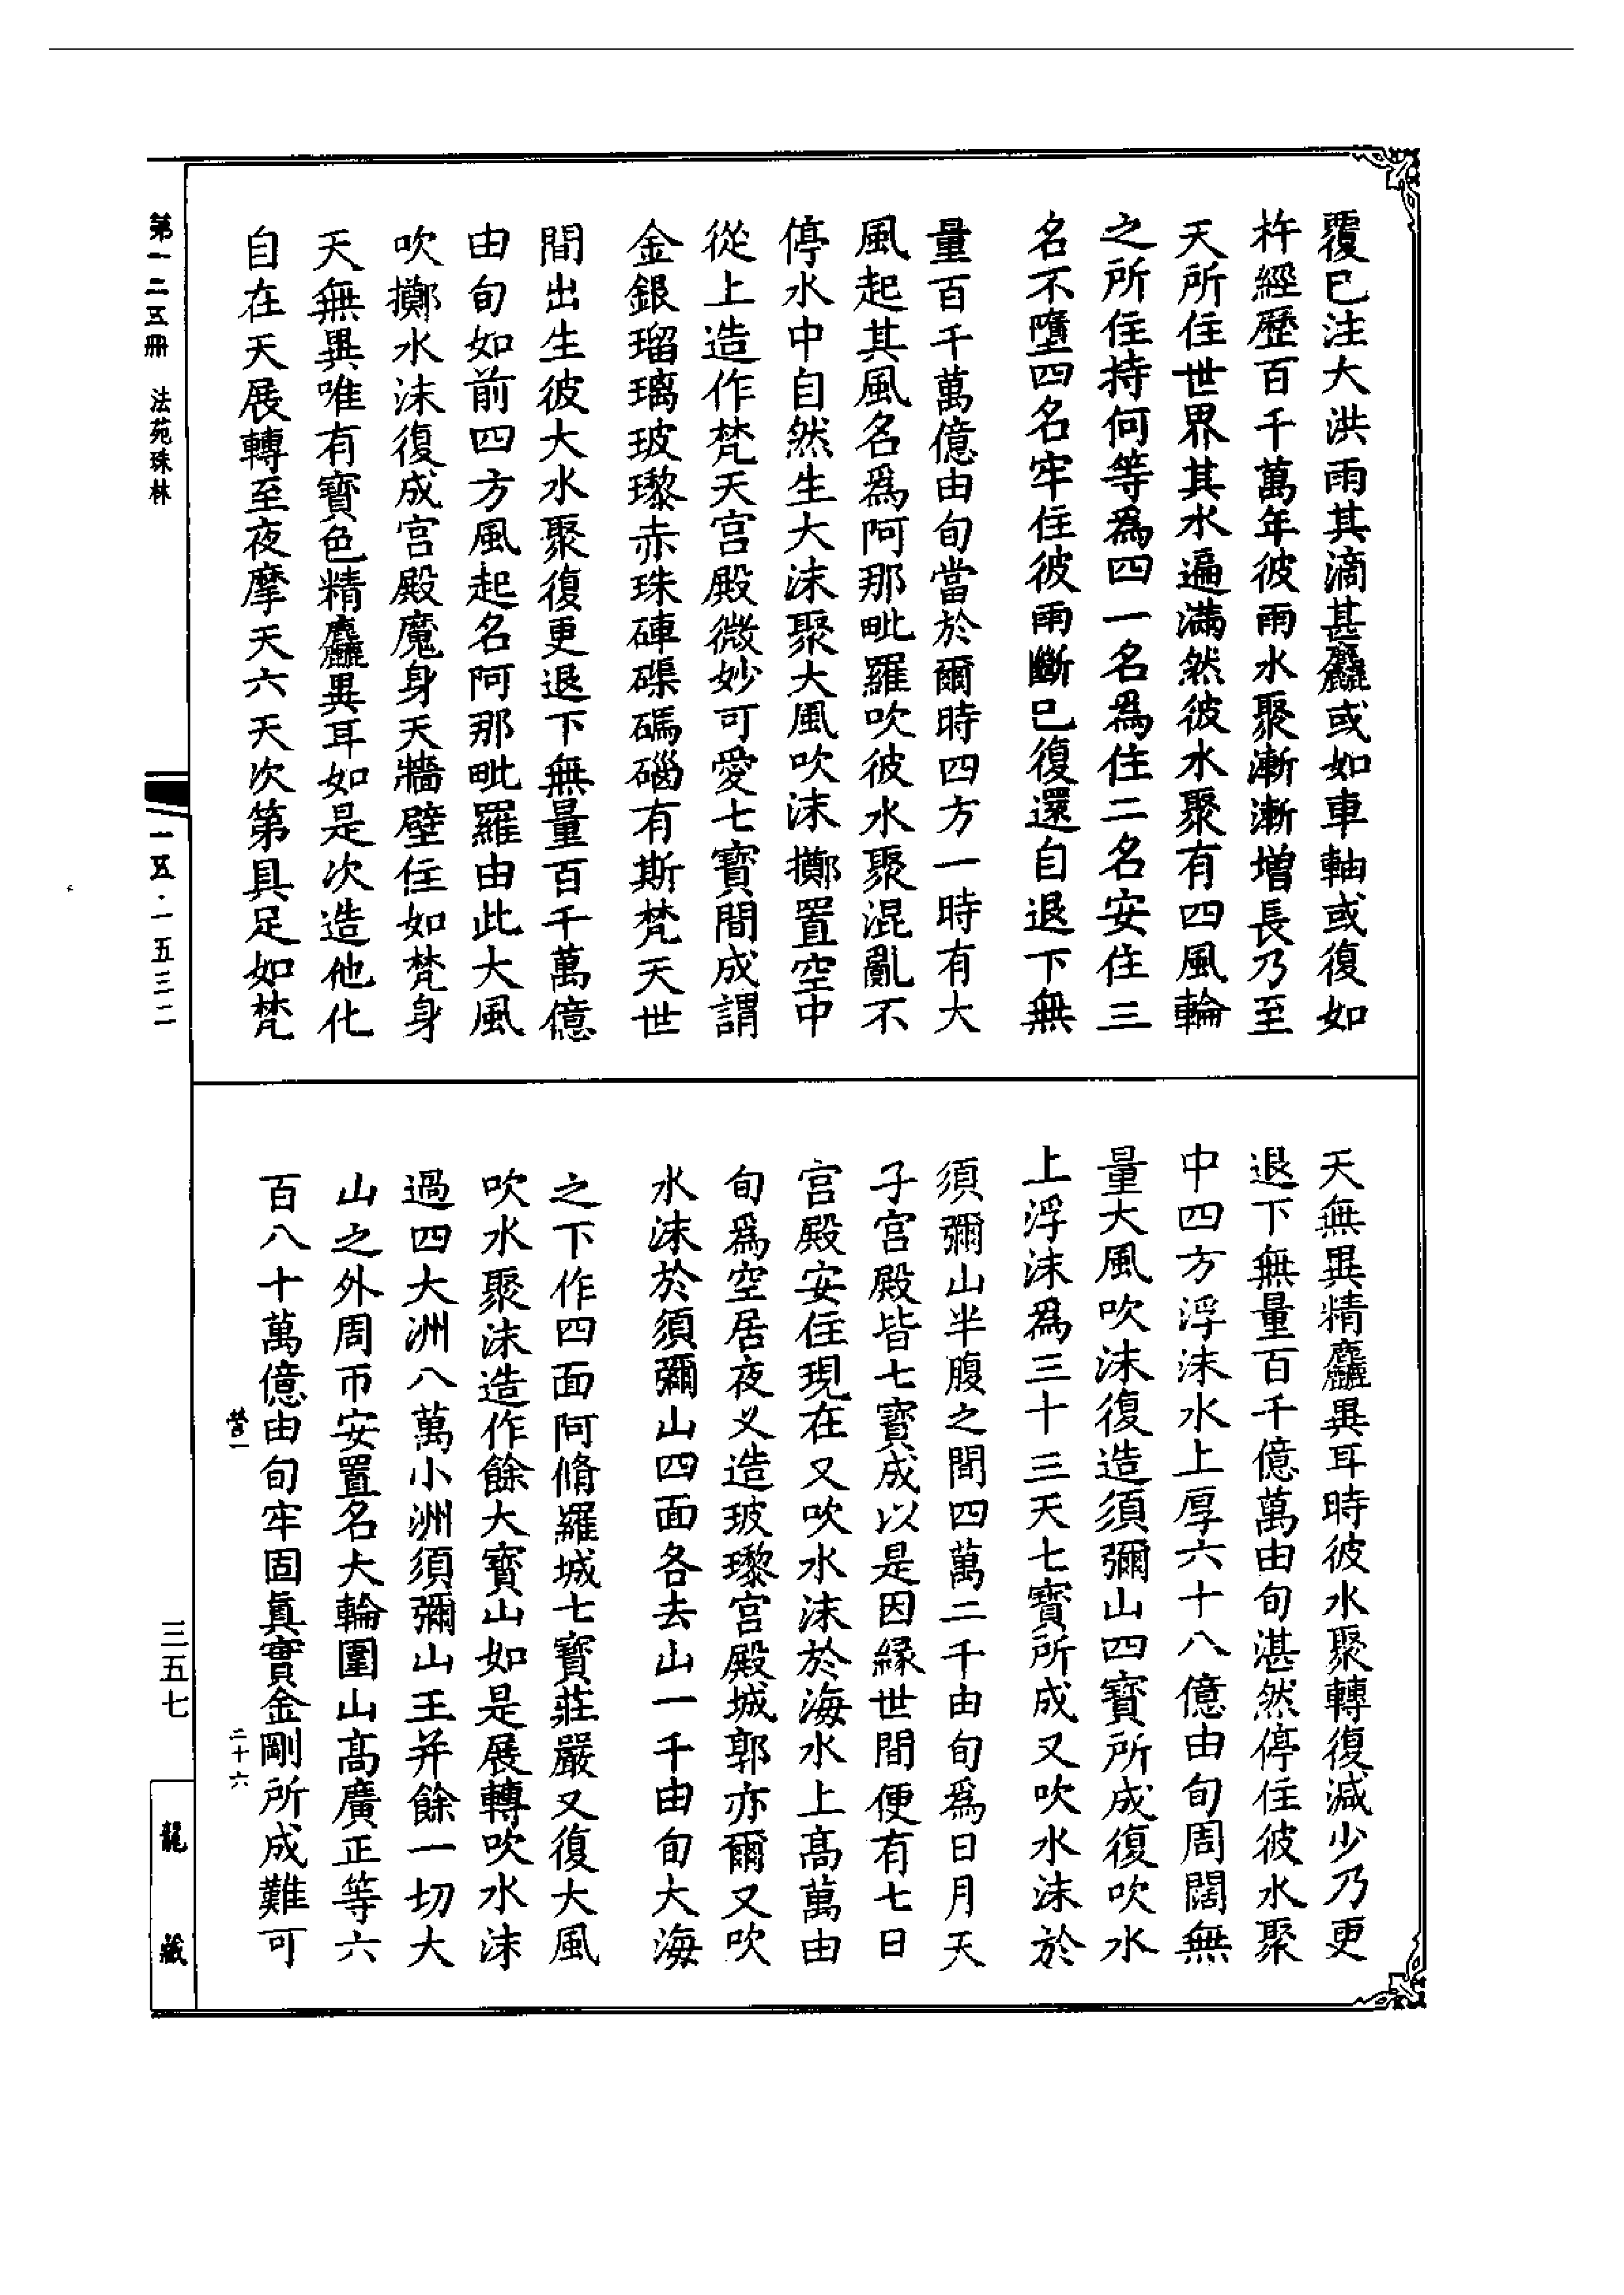 覆已注大洪雨其滴甚麤或如車軸或復如
杵經歷百千萬年彼雨水聚漸漸增長乃至
天所住世界其水遍滿然彼水聚有四風輪
之所住持何等爲四一名爲住二名安住三
名不墮四名牢住彼雨斷已復還自退下無
量百千萬億由旬當於爾時四方一時有大
風起其風名爲阿那毗羅吹彼水聚混亂不
停水中自然生大沫聚大風吹沫擲置空中
從上造作梵天宮殿微妙可愛七寶間成謂
金銀瑠璃玻瓈赤珠硨磲碼碯有斯梵天世
間出生彼大水聚復更退下無量百千萬億
由旬如前四方風起名阿那毗羅由此大風
吹擲水沫復成宮殿魔身天牆壁住如梵身
天無異唯有寶色精麤異耳如是次造他化
自在天展轉至夜摩天六天次第具足如梵
天無異精麤異耳時彼水聚轉復減少乃更
退下無量百千億萬由旬湛然停住彼水聚
中四方浮沫水上厚六十八億由旬周闊無
量大風吹沫復造須彌山四寶所成復吹水
上浮沫爲三十三天七寶所成又吹水沫於
須彌山半腹之間四萬二千由旬爲日月天
子宮殿皆七寶成以是因緣世間便有七日
宮殿安住現在又吹水沫於海水上高萬由
旬爲空居夜叉造玻瓈宮殿城郭亦爾又吹
水沫於須彌山四面各去山一千由旬大海
之下作四面阿脩羅城七寶莊嚴又復大風
吹水聚沫造作餘大寶山如是展轉吹水沫
過四大洲八萬小洲須彌山王并餘一切大
山之外周帀安置名大輪圍山高廣正等六
百八十萬億由旬牢固眞實金剛所成難可
營一
二十六
第一二五冊 法苑珠林
一五·一五三二
三五七
龍藏